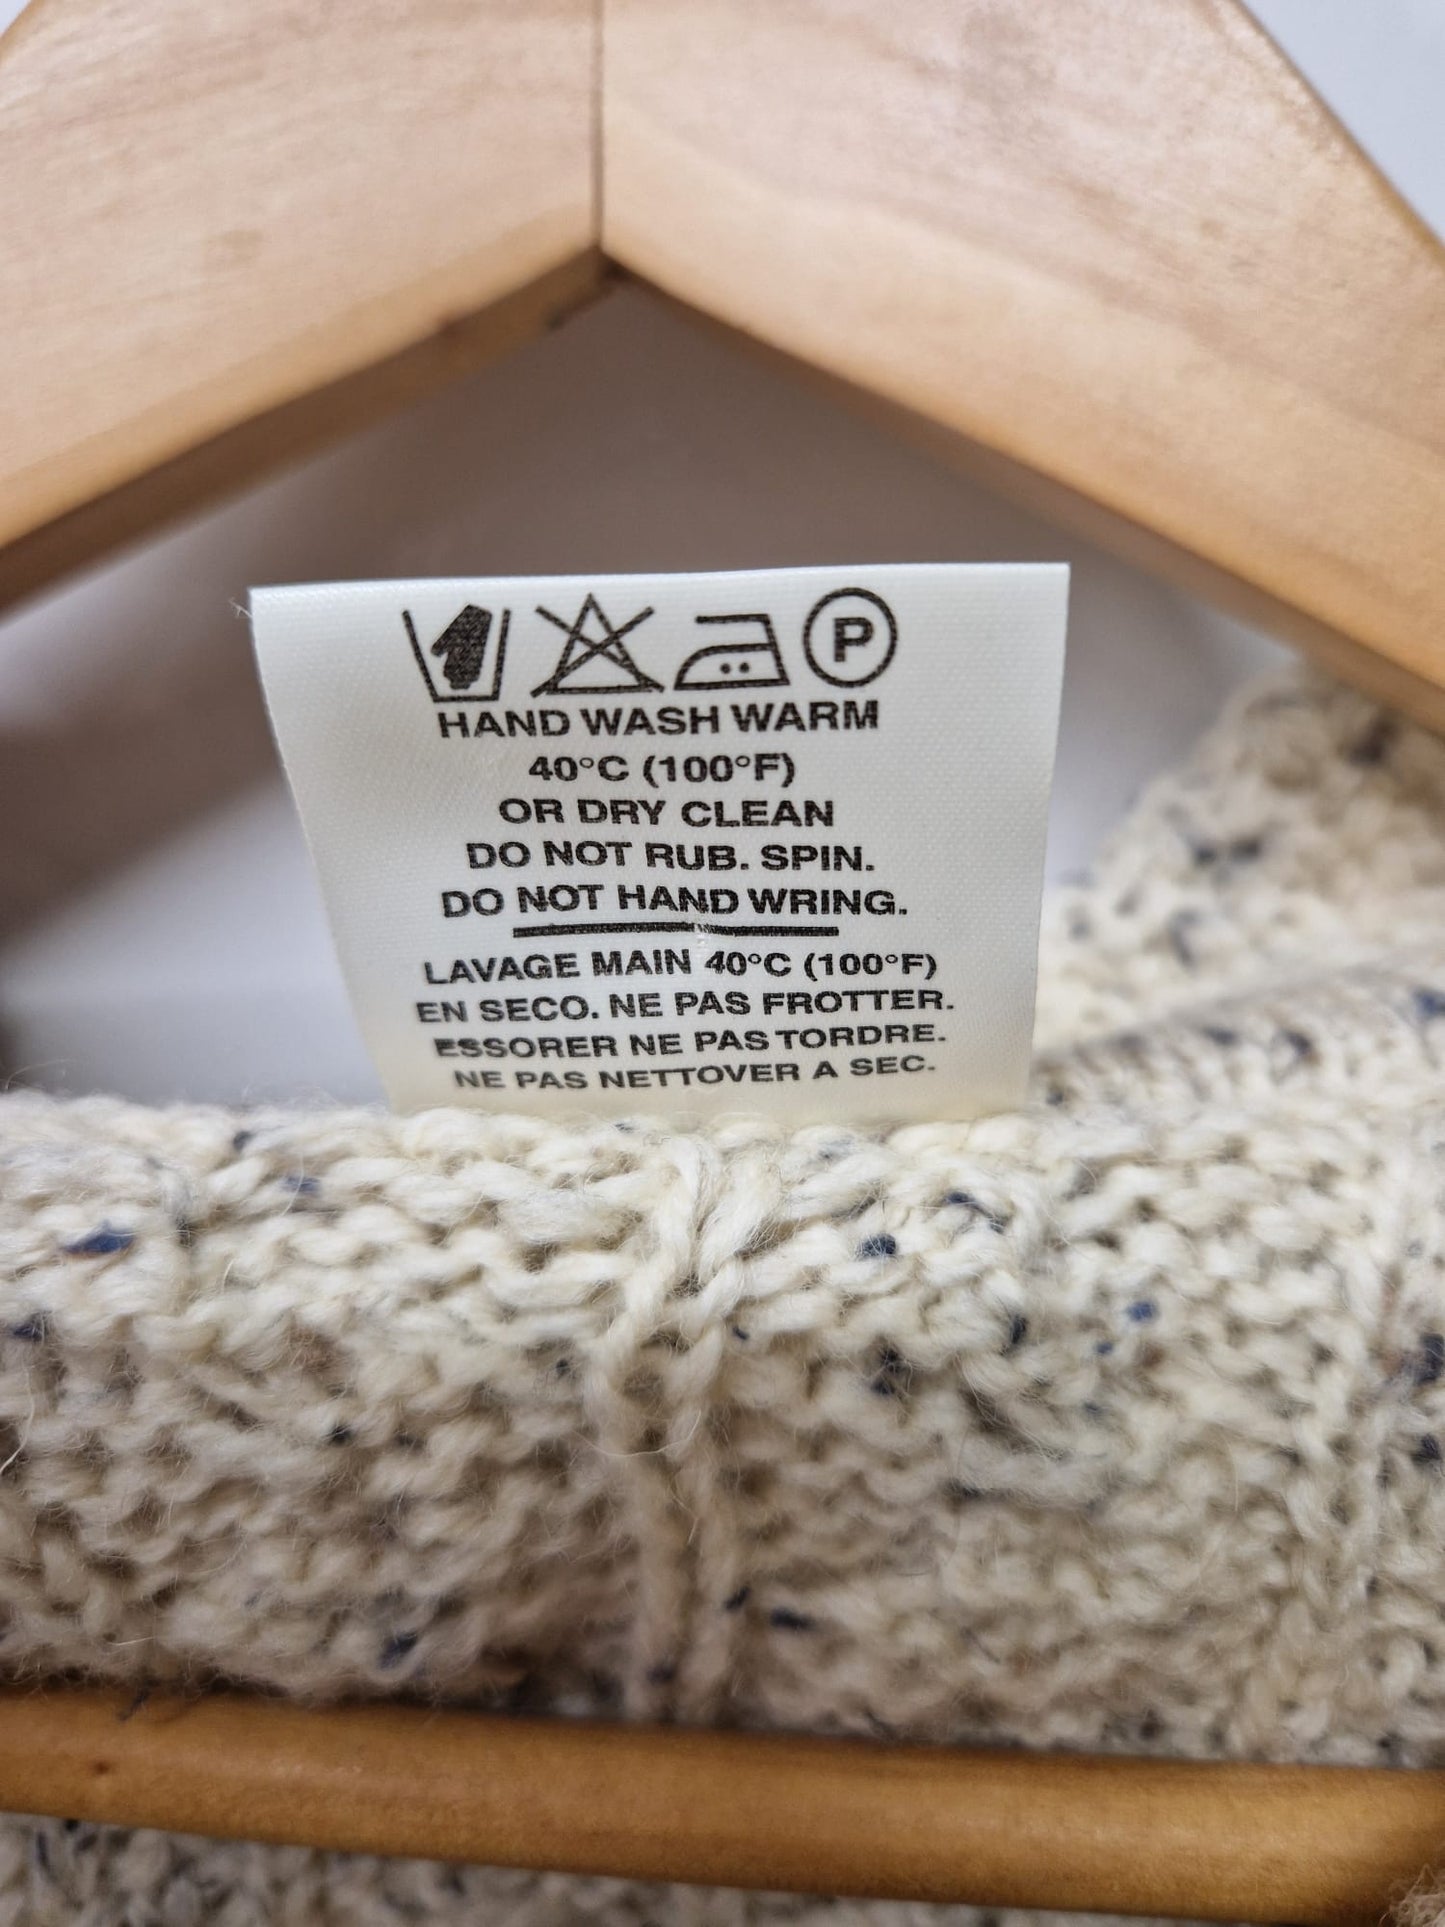 P
HAND WASH WARM
40°C (100°F)
OR DRY CLEAN
DO NOT RUB. SPIN.
DO NOT HAND WRING.
LAVAGE MAIN 40°C (100°F)
EN SECO. NE PAS FROTTER.
ESSORER NE PAS TORDRE.
NE PAS NETTOVER A SEC.